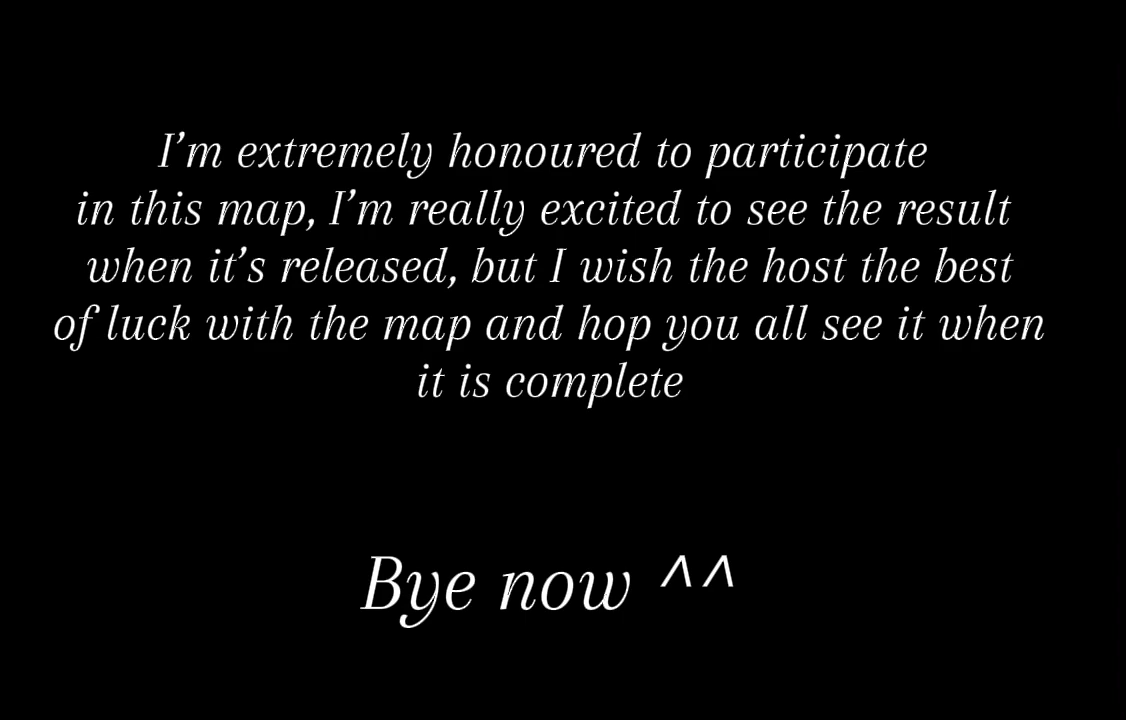 I’m extremely honoured to participate
in this map, I’m really excited to see the result
when it’s released, but I wish the host the best
of luck with the map and hop you all see it when
it is complete
Bye now ^^